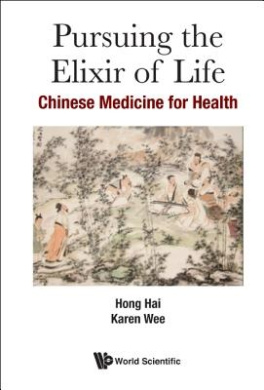 Pursuing the
Elixir of Life
Chinese Medicine for Health
Hong Hai
Karen Wee
World Scientific